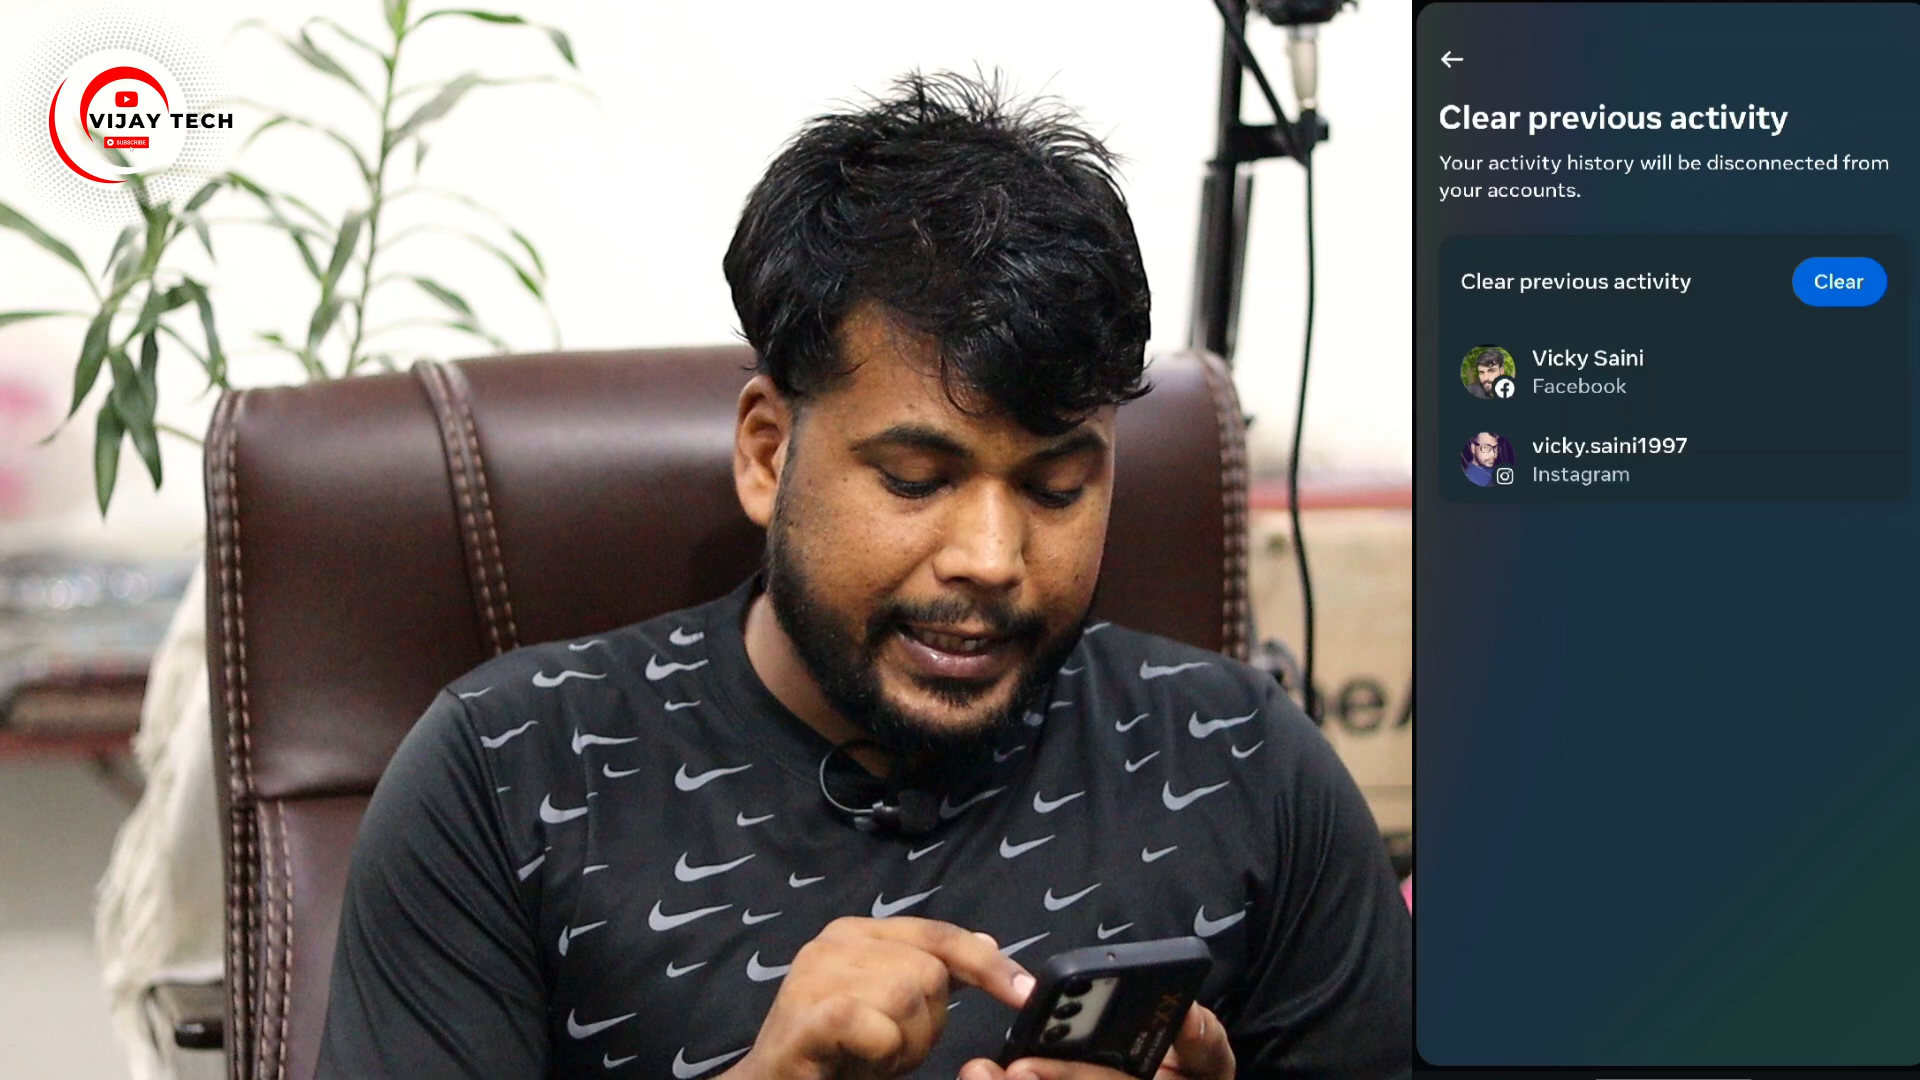 VIJAY TECH
SUBSCRIBE
Clear previous activity
Your activity history will be disconnected from
your accounts.
Clear previous activity
Clear
Vicky Saini
Facebook
vicky.saini1997
Instagram